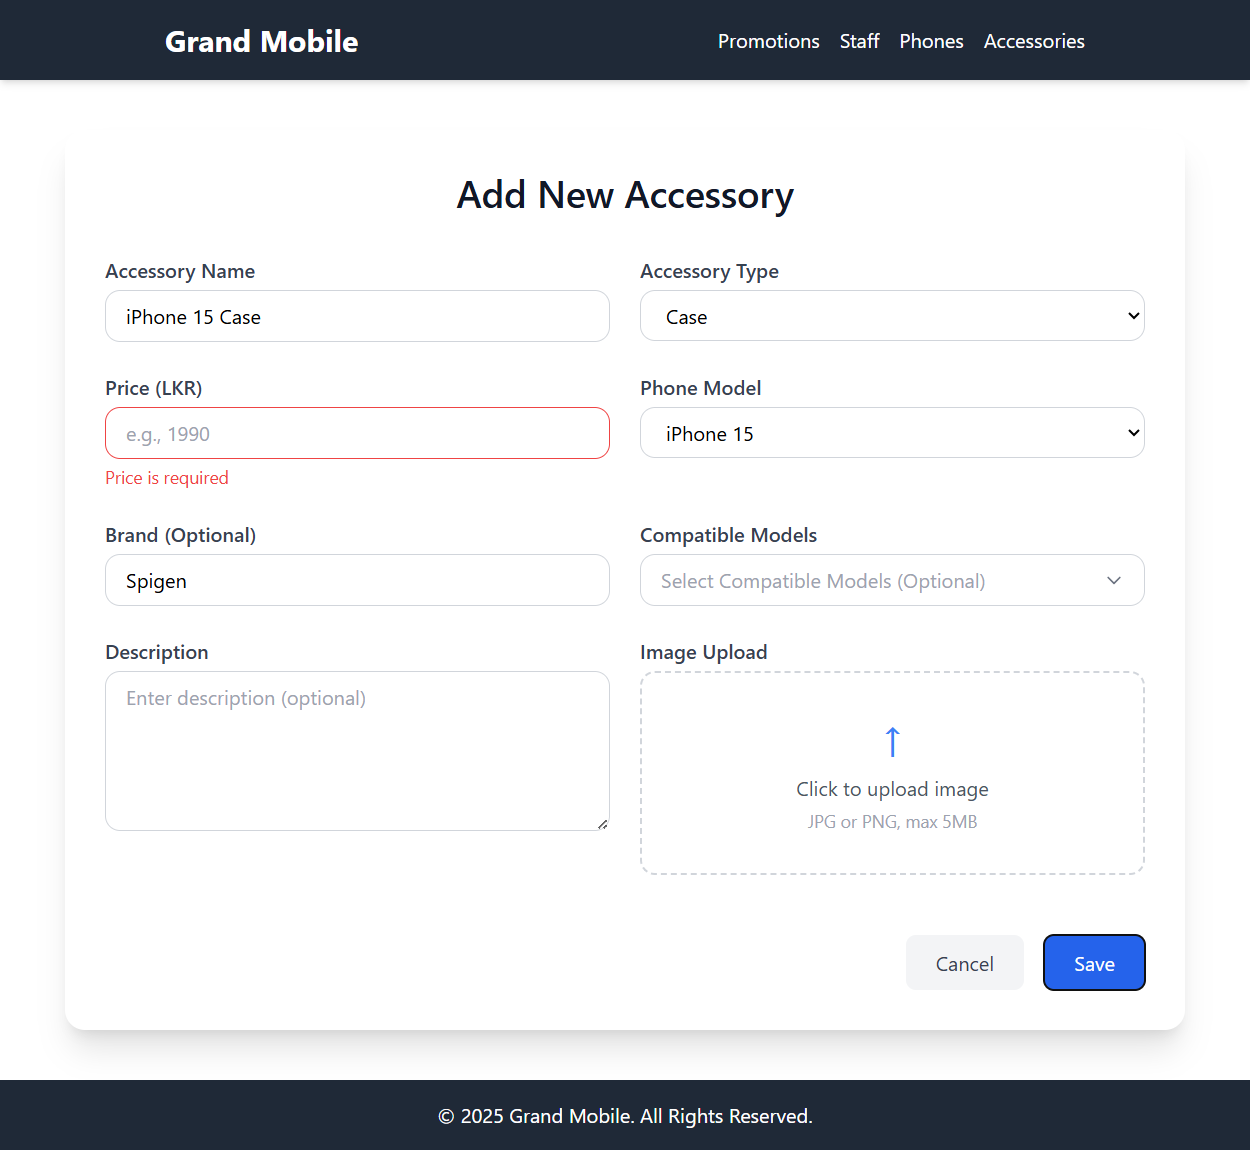 Grand Mobile
Promotions Staff Phones Accessories
Add New Accessory
Accessory Name
iPhone 15 Case
Accessory Type
Case
Price (LKR)
e.g., 1990
Price is required
Phone Model
iPhone 15
Brand (Optional)
Spigen
Compatible Models
Select Compatible Models (Optional)
Description
Enter description (optional)
Image Upload
Click to upload image
JPG or PNG, max 5MB
Cancel
Save
© 2025 Grand Mobile. All Rights Reserved.